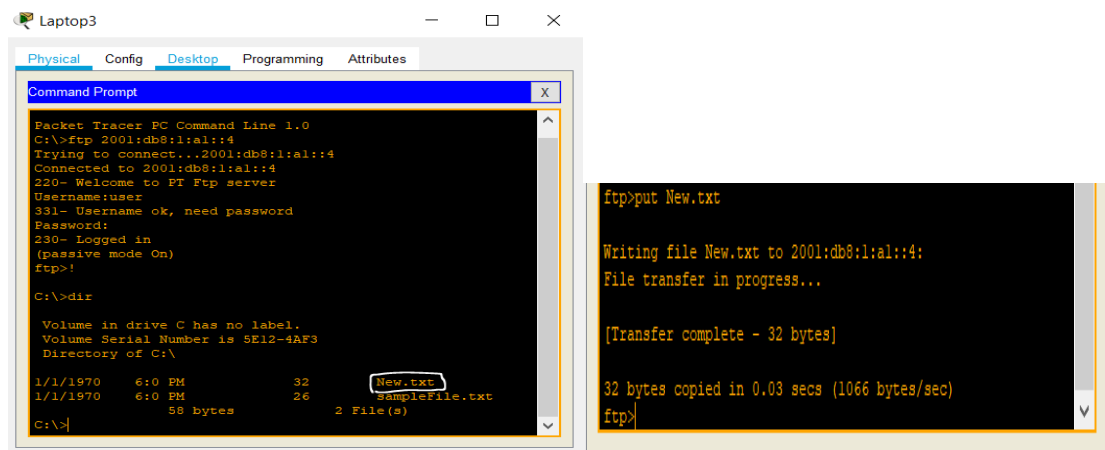 Laptop3
Physical Config Desktop Programming Attributes
Command Prompt
X
Packet Tracer PC Command Line 1.0
C:\>ftp 2001:db8:1:a1::4
Trying to connect...2001:db8:1:a1::4
Connected to 2001:db8:1:a1::4
220- Welcome to PT Ftp server
Username:user
331- Username ok, need password
Password:
230- Logged in
(passive mode On)
ftp>!
C:\>dir
Volume in drive C has no label.
Volume Serial Number is 5E12-4AF3
Directory of C:\
1/1/1970 6:0 PM 32 New.txt
1/1/1970 6:0 PM 26 sampleFile.txt
58 bytes 2 File(s)
C:\>
ftp>put New.txt
Writing file New.txt to 2001:db8:1:a1::4:
File transfer in progress...
[Transfer complete - 32 bytes]
32 bytes copied in 0.03 secs (1066 bytes/sec)
ftp>